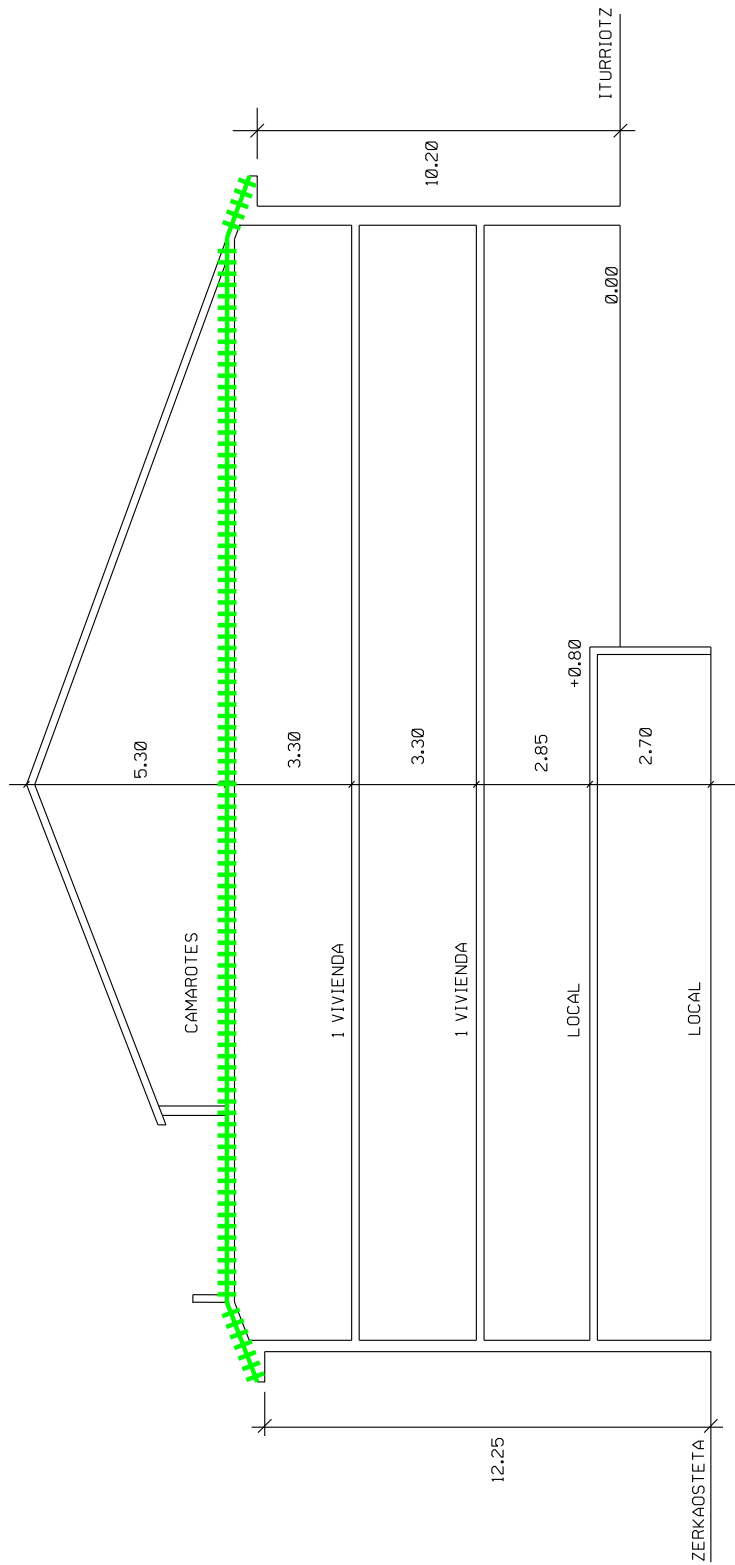 ITURRIOTZ
10.20
0.00
+0.80
5.30
3.30
3.30
2.85
2.70
CAMAROTES
1 VIVIENDA
1 VIVIENDA
LOCAL
LOCAL
12.25
ZERKAOSTETA